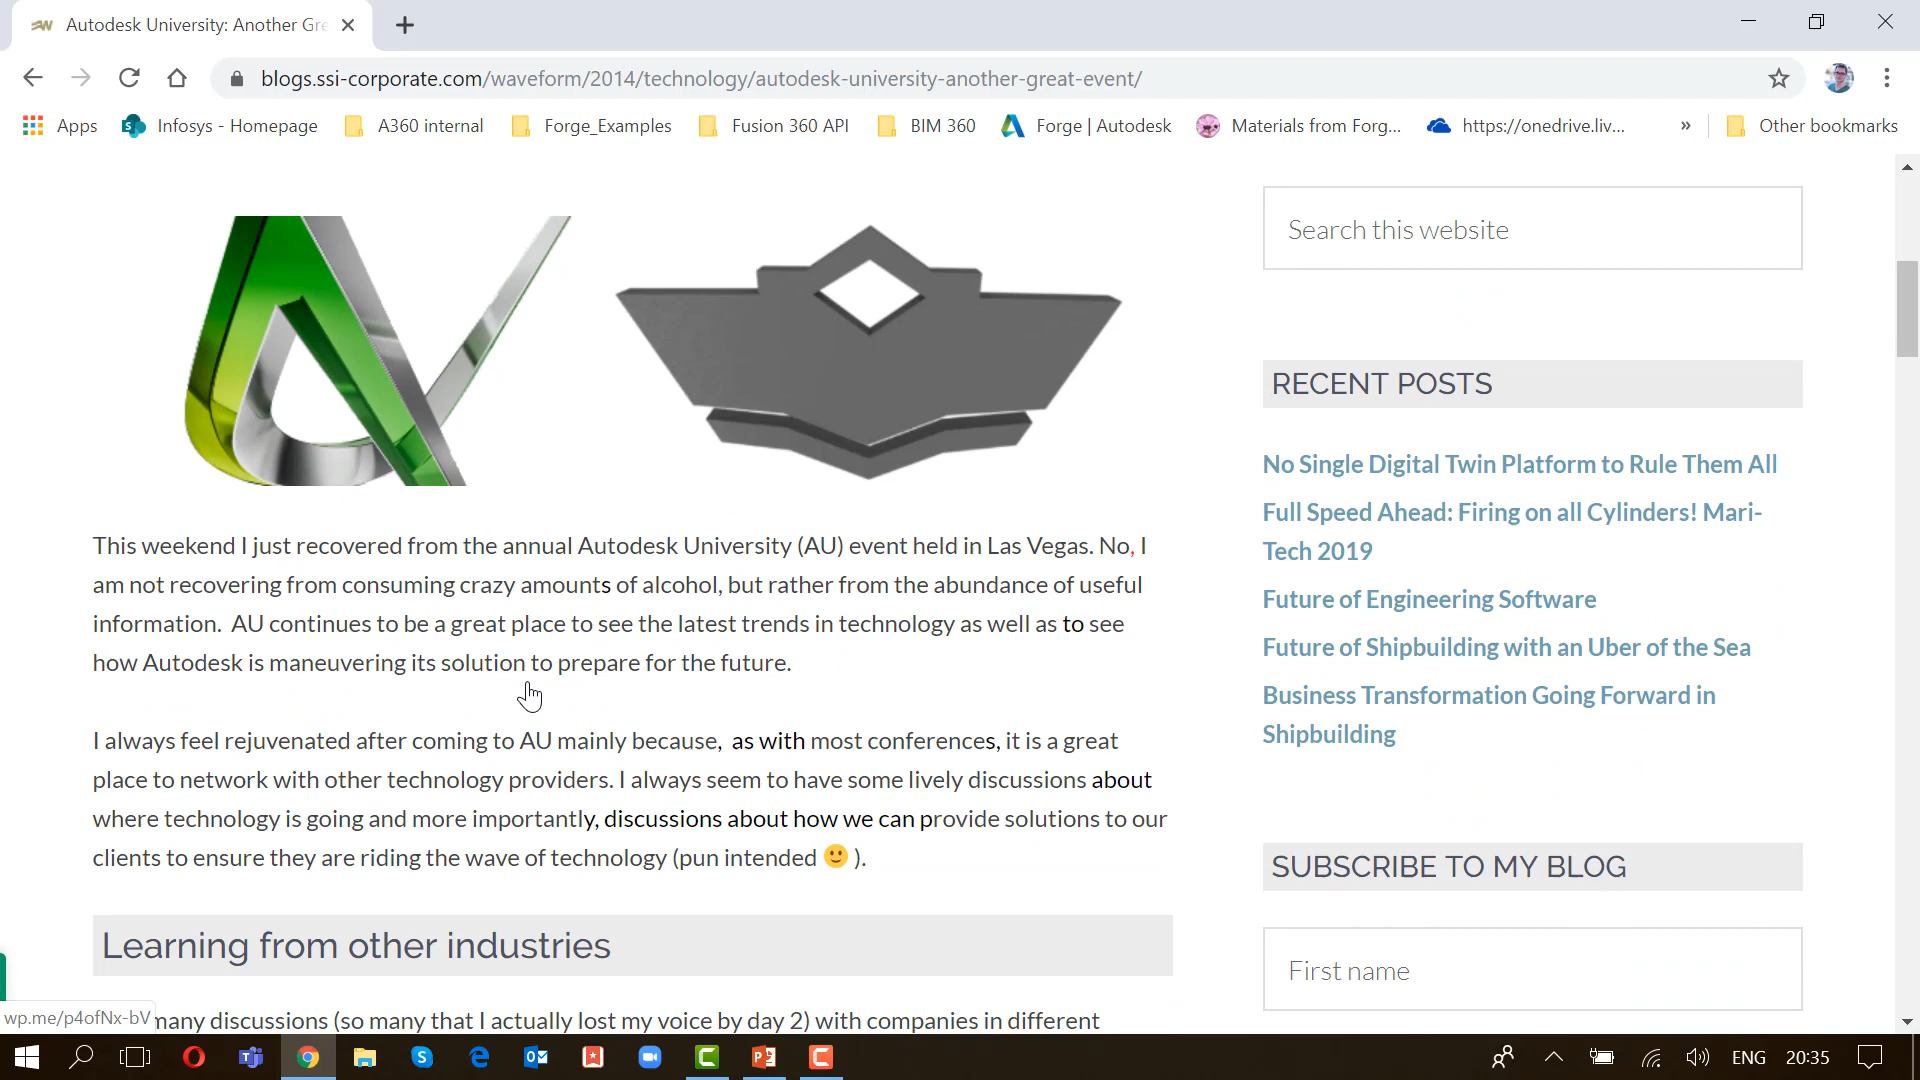 Autodesk University: Another Gre
blogs.ssi-corporate.com/waveform/2014/technology/autodesk-university-another-great-event/
Apps
Infosys - Homepage
A360 internal
Forge_Examples
Fusion 360 API
BIM 360
Forge | Autodesk
Materials from Forg...
https://onedrive.liv...
»
Other bookmarks
This weekend I just recovered from the annual Autodesk University (AU) event held in Las Vegas. No, I
am not recovering from consuming crazy amounts of alcohol, but rather from the abundance of useful
information.  AU continues to be a great place to see the latest trends in technology as well as to see
how Autodesk is maneuvering its solution to prepare for the future.
I always feel rejuvenated after coming to AU mainly because,  as with most conferences, it is a great
place to network with other technology providers. I always seem to have some lively discussions about
where technology is going and more importantly, discussions about how we can provide solutions to our
clients to ensure they are riding the wave of technology (pun intended 🙂 ).
Learning from other industries
many discussions (so many that I actually lost my voice by day 2) with companies in different
wp.me/p4ofNx-bV
Search this website
RECENT POSTS
No Single Digital Twin Platform to Rule Them All
Full Speed Ahead: Firing on all Cylinders! Mari-
Tech 2019
Future of Engineering Software
Future of Shipbuilding with an Uber of the Sea
Business Transformation Going Forward in
Shipbuilding
SUBSCRIBE TO MY BLOG
First name
ENG
20:35